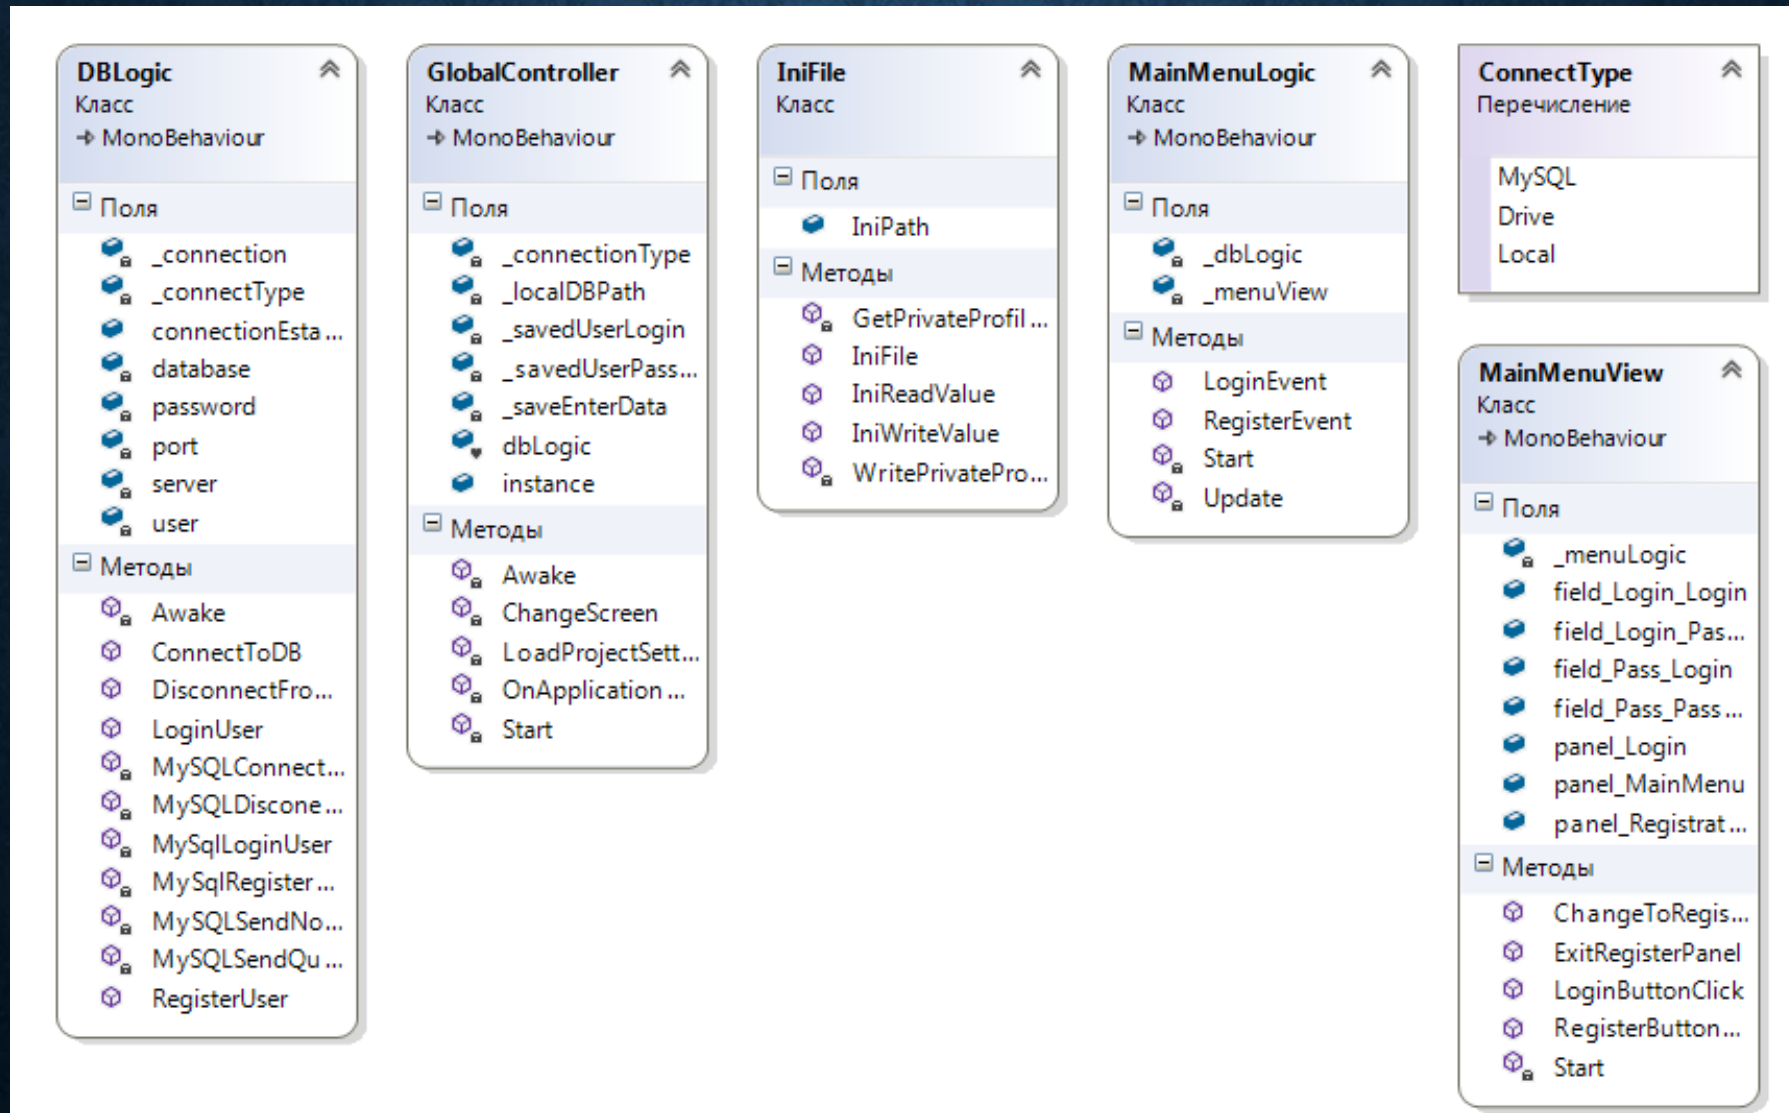 DBLogic
Класс
MonoBehaviour
Поля
_connection
_connectType
connectionEsta...
database
password
port
server
user
Методы
Awake
ConnectToDB
DisconnectFro...
LoginUser
MySQLConnect...
MySQLDiscone...
MySqlLoginUser
MySqlRegister...
MySQLSendNo...
MySQLSendQu...
RegisterUser
GlobalController
Класс
MonoBehaviour
Поля
_connectionType
_localDBPath
_savedUserLogin
_savedUserPass...
_saveEnterData
dbLogic
instance
Методы
Awake
ChangeScreen
LoadProjectSett...
OnApplication...
Start
IniFile
Класс
Поля
IniPath
Методы
GetPrivateProfil...
IniFile
IniReadValue
IniWriteValue
WritePrivatePro...
MainMenuLogic
Класс
MonoBehaviour
Поля
_dbLogic
_menuView
Методы
LoginEvent
RegisterEvent
Start
Update
ConnectType
Перечисление
MySQL
Drive
Local
MainMenuView
Класс
MonoBehaviour
Поля
_menuLogic
field_Login_Login
field_Login_Pas...
field_Pass_Login
field_Pass_Pass...
panel_Login
panel_MainMenu
panel_Registrat...
Методы
ChangeToRegis...
ExitRegisterPanel
LoginButtonClick
RegisterButton...
Start